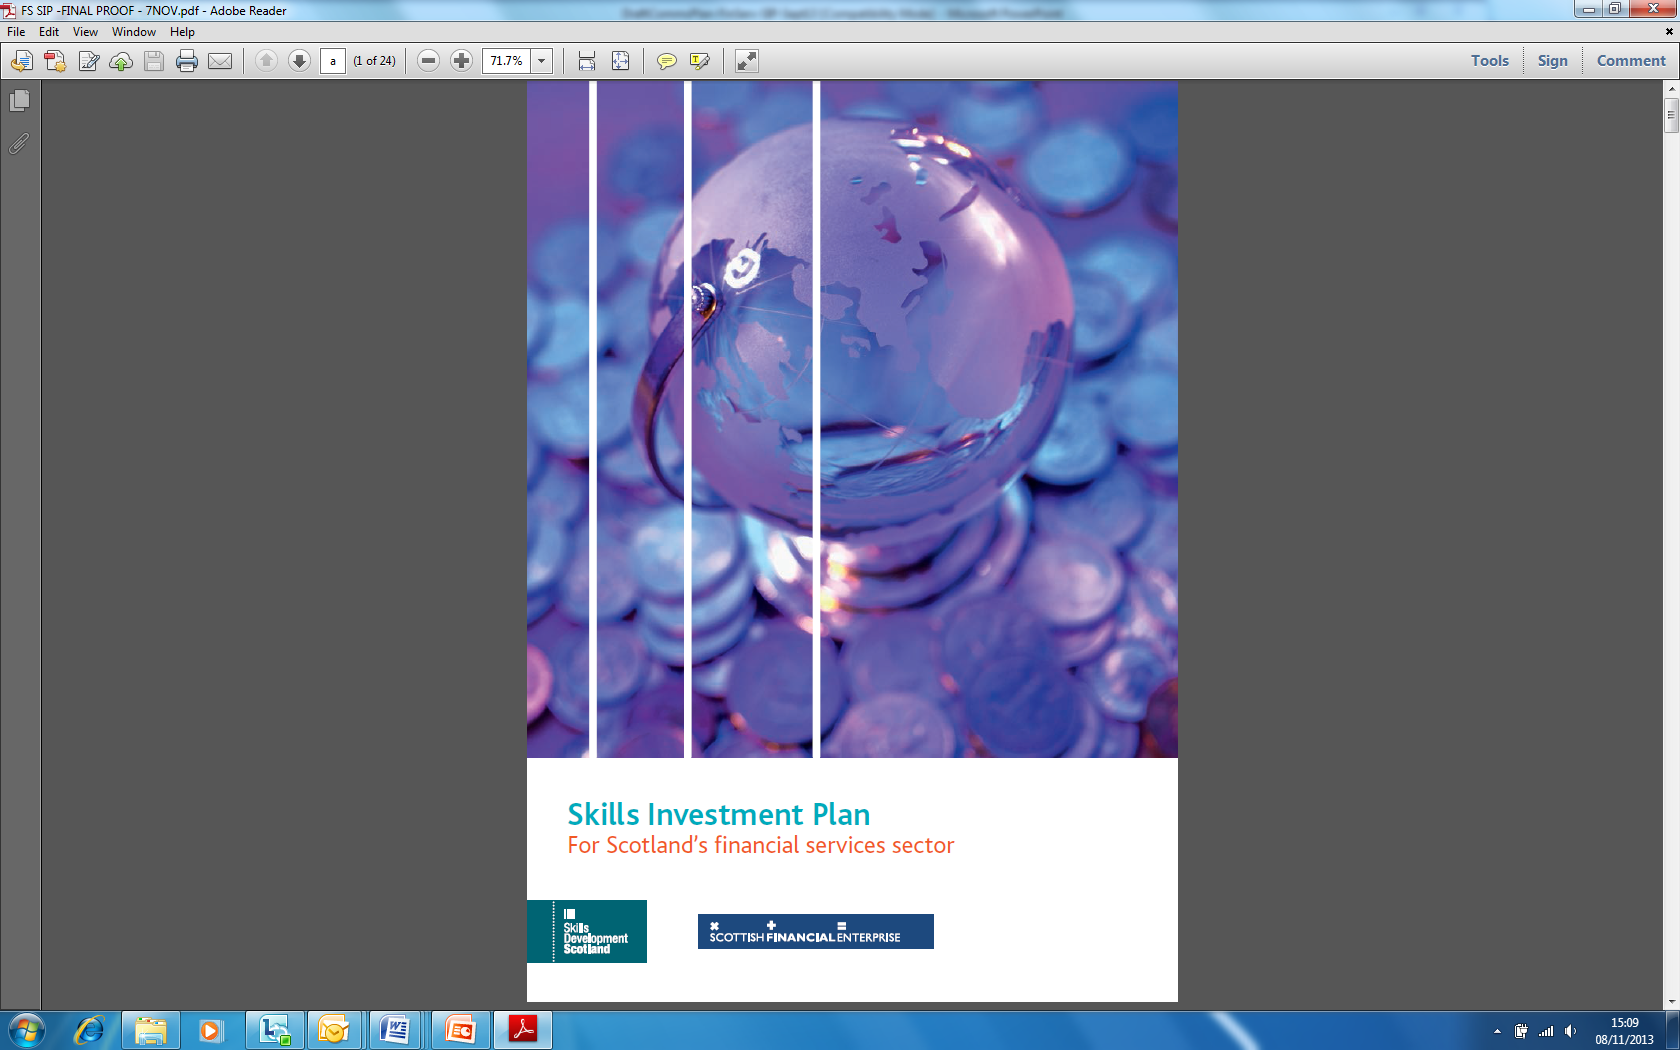 FS SIP -FINAL PROOF - 7NOV.pdf - Adobe Reader
File Edit View Window Help
a (1 of 24) 71.7% Tools Sign Comment
Skills Investment Plan
For Scotland's financial services sector
Skills
Development
Scotland
SCOTTISH FINANCIAL ENTERPRISE
15:09
08/11/2013